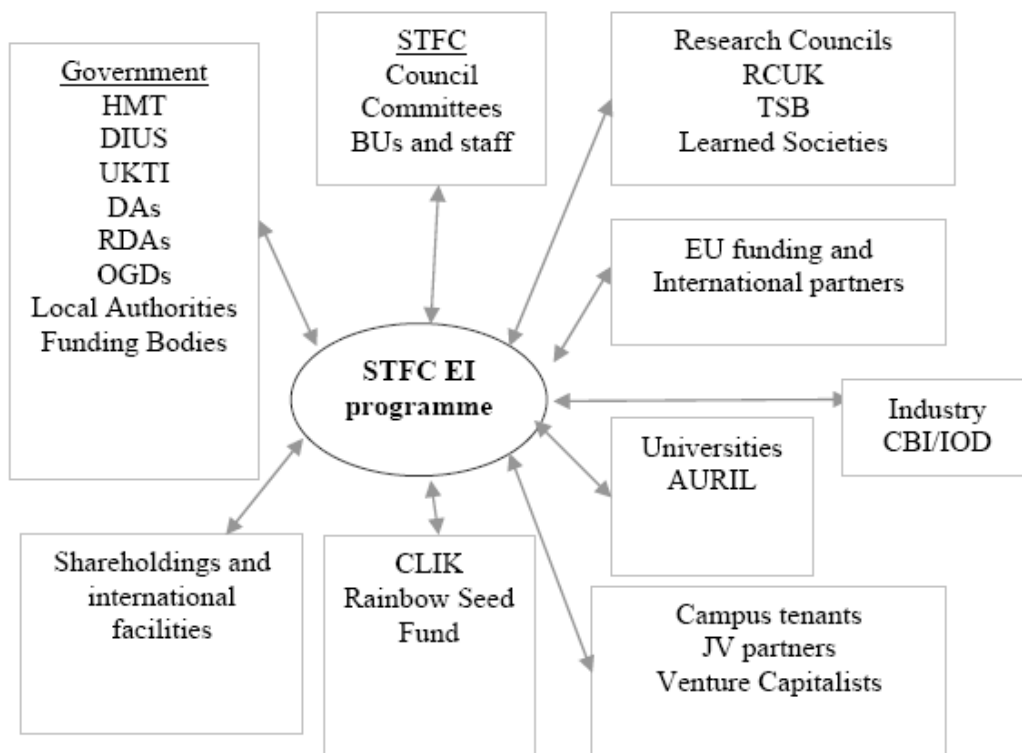 Government
HMT
DIUS
UKTI
DAs
RDAs
OGDs
Local Authorities
Funding Bodies
STFC
Council
Committees
BUs and staff
Research Councils
RCUK
TSB
Learned Societies
EU funding and
International partners
STFC EI
programme
Industry
CBI/IOD
Universities
AURIL
Shareholdings and
international
facilities
CLIK
Rainbow Seed
Fund
Campus tenants
JV partners
Venture Capitalists